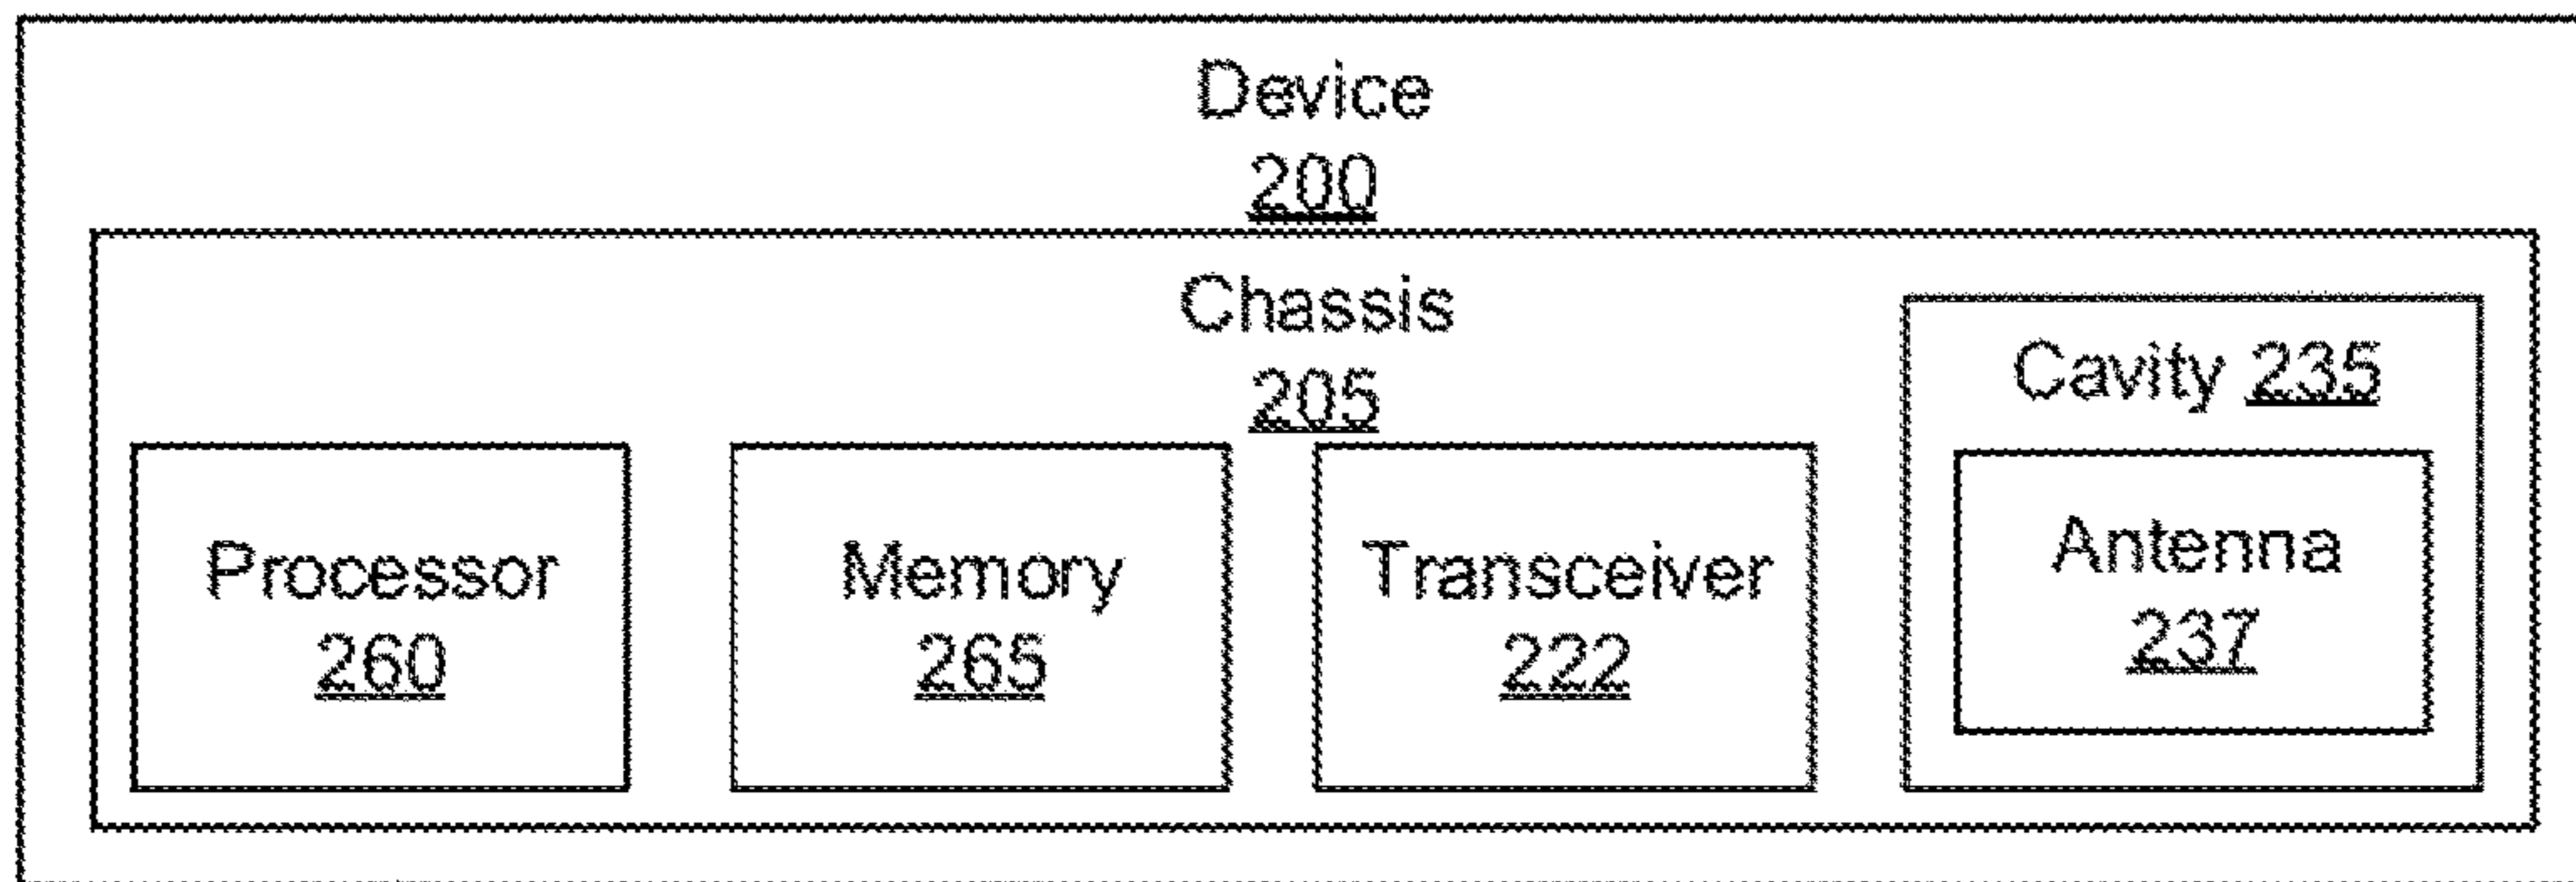 Device
200
Chassis
205
Cavity 235
Processor
260
Memory
265
Transceiver
222
Antenna
237